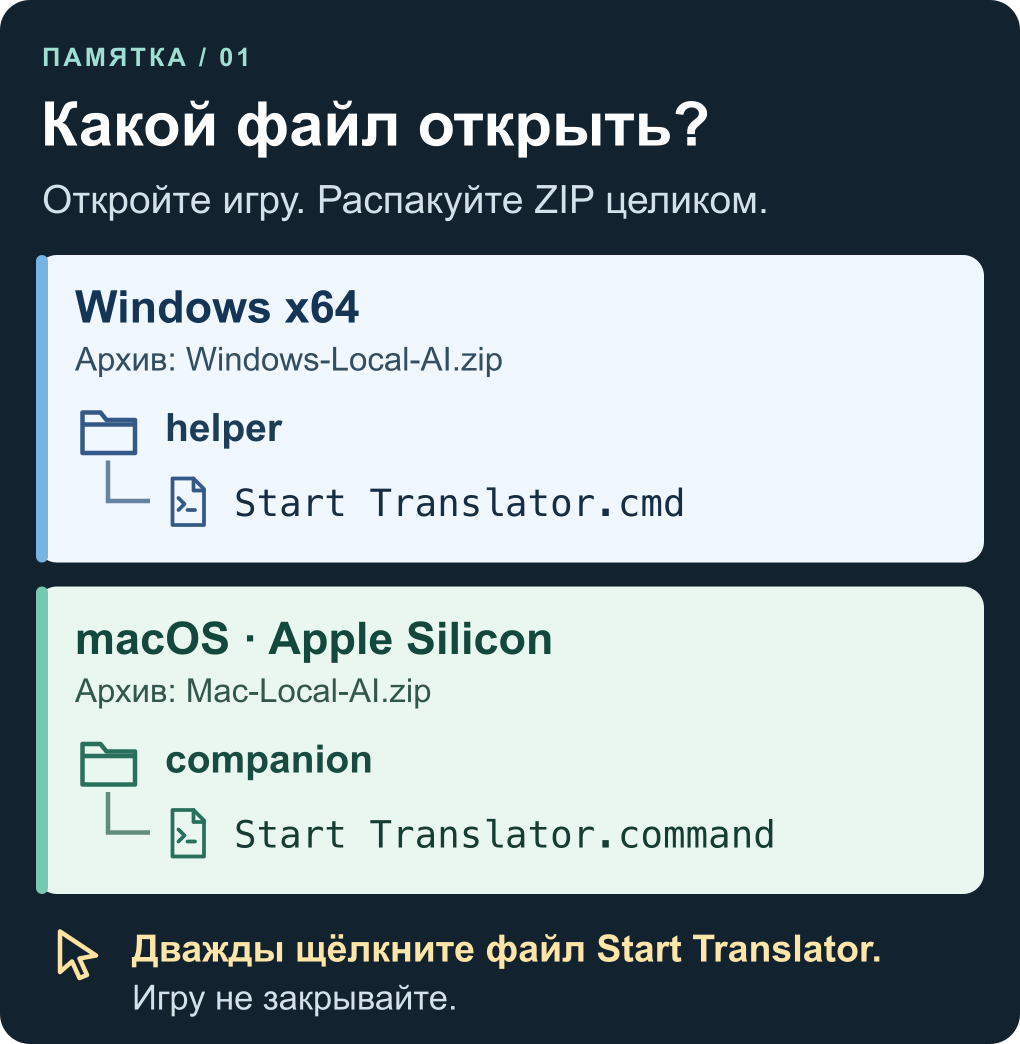 ПАМЯТКА / 01
Какой файл открыть?
Откройте игру. Распакуйте ZIP целиком.
Windows x64
Архив: Windows-Local-AI.zip
helper
Start Translator.cmd
macOS · Apple Silicon
Архив: Mac-Local-AI.zip
companion
Start Translator.command
Дважды щёлкните файл Start Translator.
Игру не закрывайте.